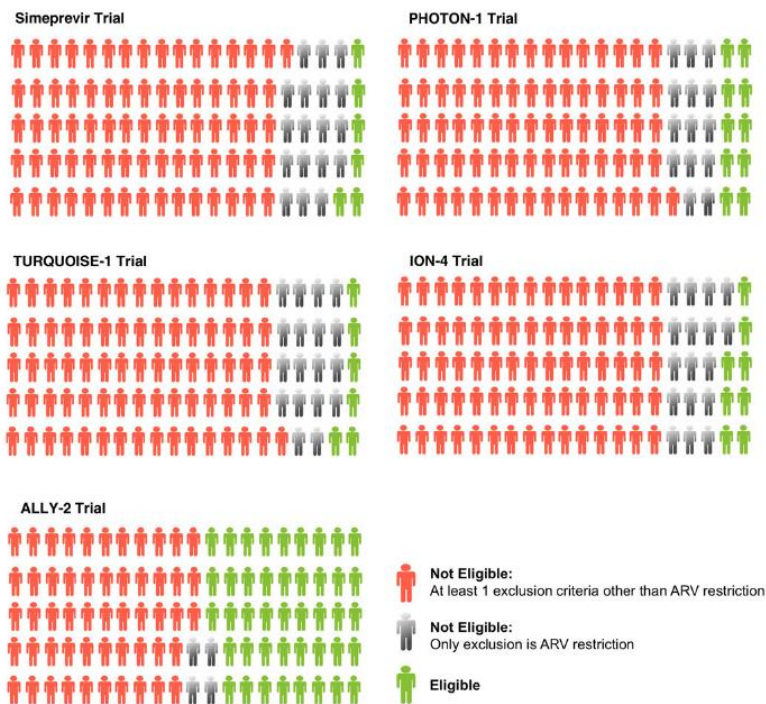 Simeprevir Trial
PHOTON-1 Trial
TURQUOISE-1 Trial
ION-4 Trial
ALLY-2 Trial
Not Eligible:
At least 1 exclusion criteria other than ARV restriction
Not Eligible:
Only exclusion is ARV restriction
Eligible